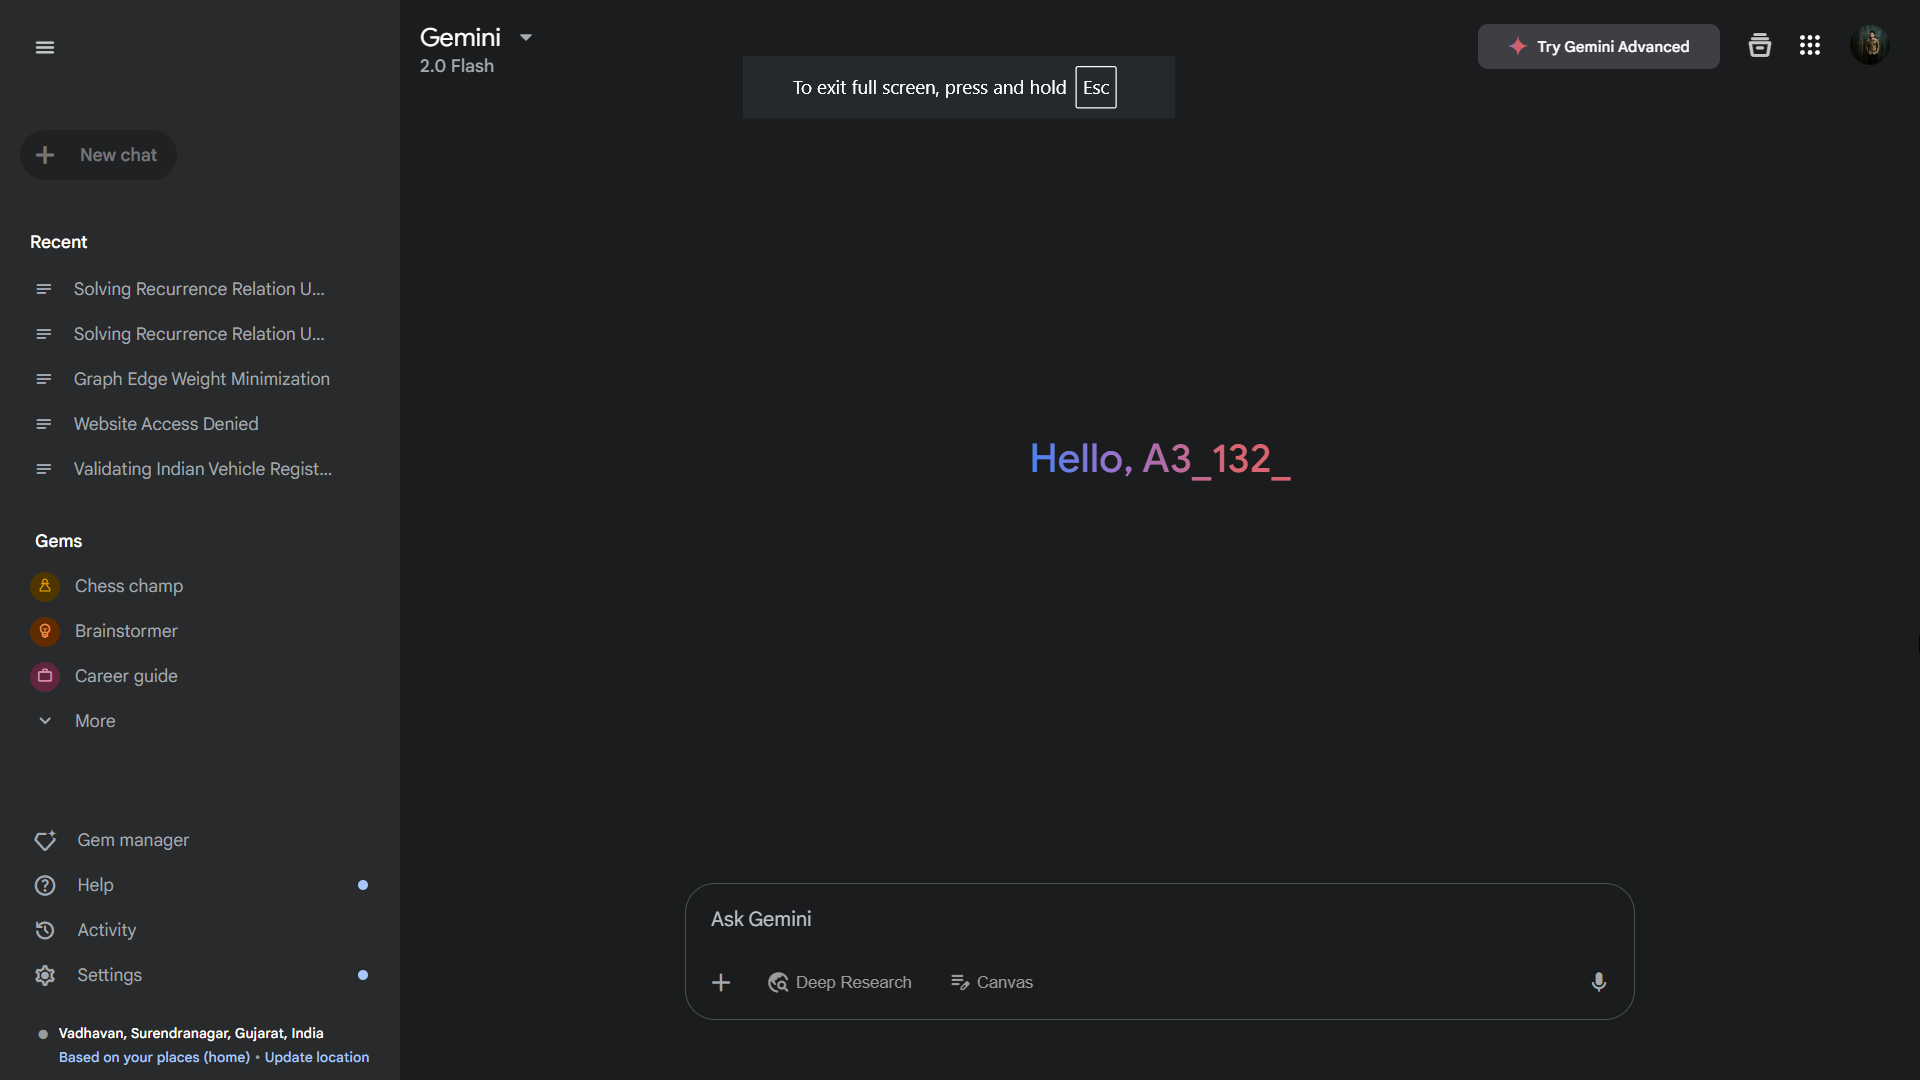 Gemini
2.0 Flash
Try Gemini Advanced
To exit full screen, press and hold Esc
New chat
Recent
Solving Recurrence Relation U...
Solving Recurrence Relation U...
Graph Edge Weight Minimization
Website Access Denied
Validating Indian Vehicle Regist...
Gems
Chess champ
Brainstormer
Career guide
More
Gem manager
Help
Activity
Settings
Vadhavan, Surendranagar, Gujarat, India
Based on your places (home) • Update location
Hello, A3_132_
Ask Gemini
Deep Research
Canvas